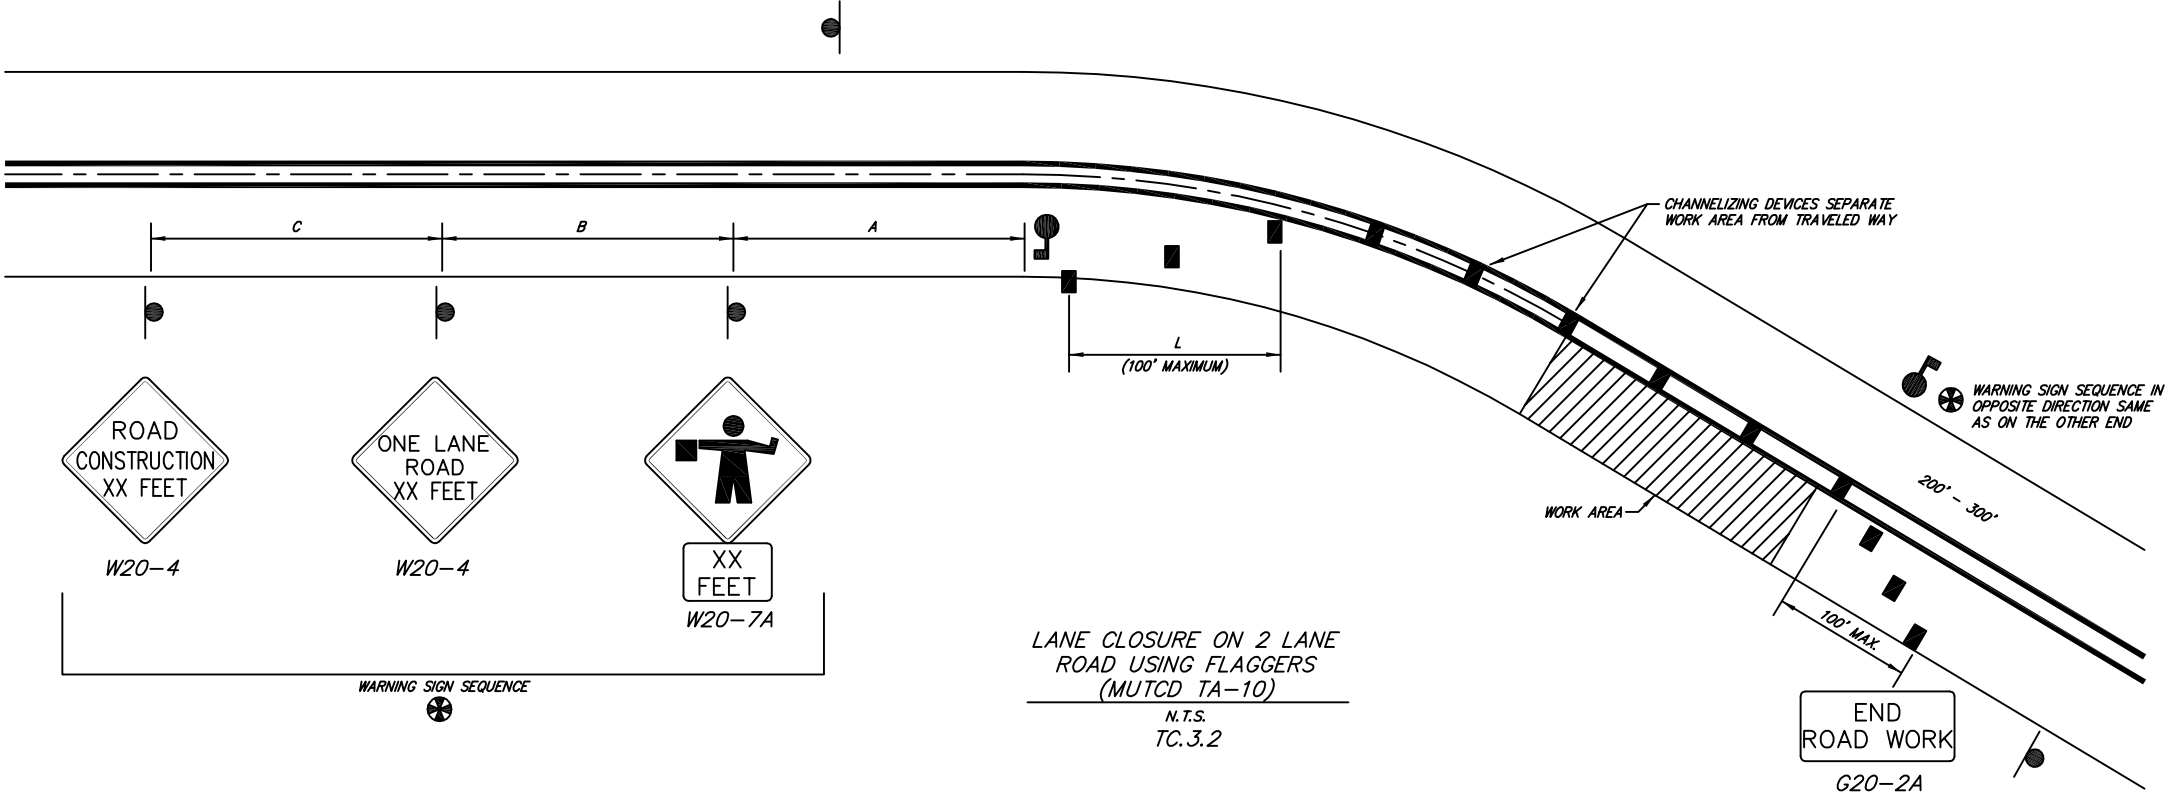 CHANNELIZING DEVICES SEPARATE
WORK AREA FROM TRAVELED WAY
C
B
A
L
(100' MAXIMUM)
WARNING SIGN SEQUENCE IN
OPPOSITE DIRECTION SAME
AS ON THE OTHER END
200' - 300'
WORK AREA
100' MAX.
ROAD
CONSTRUCTION
XX FEET
W20-4
ONE LANE
ROAD
XX FEET
W20-4
XX
FEET
W20-7A
WARNING SIGN SEQUENCE
LANE CLOSURE ON 2 LANE
ROAD USING FLAGGERS
(MUTCD TA-10)
N.T.S.
TC.3.2
END
ROAD WORK
G20-2A